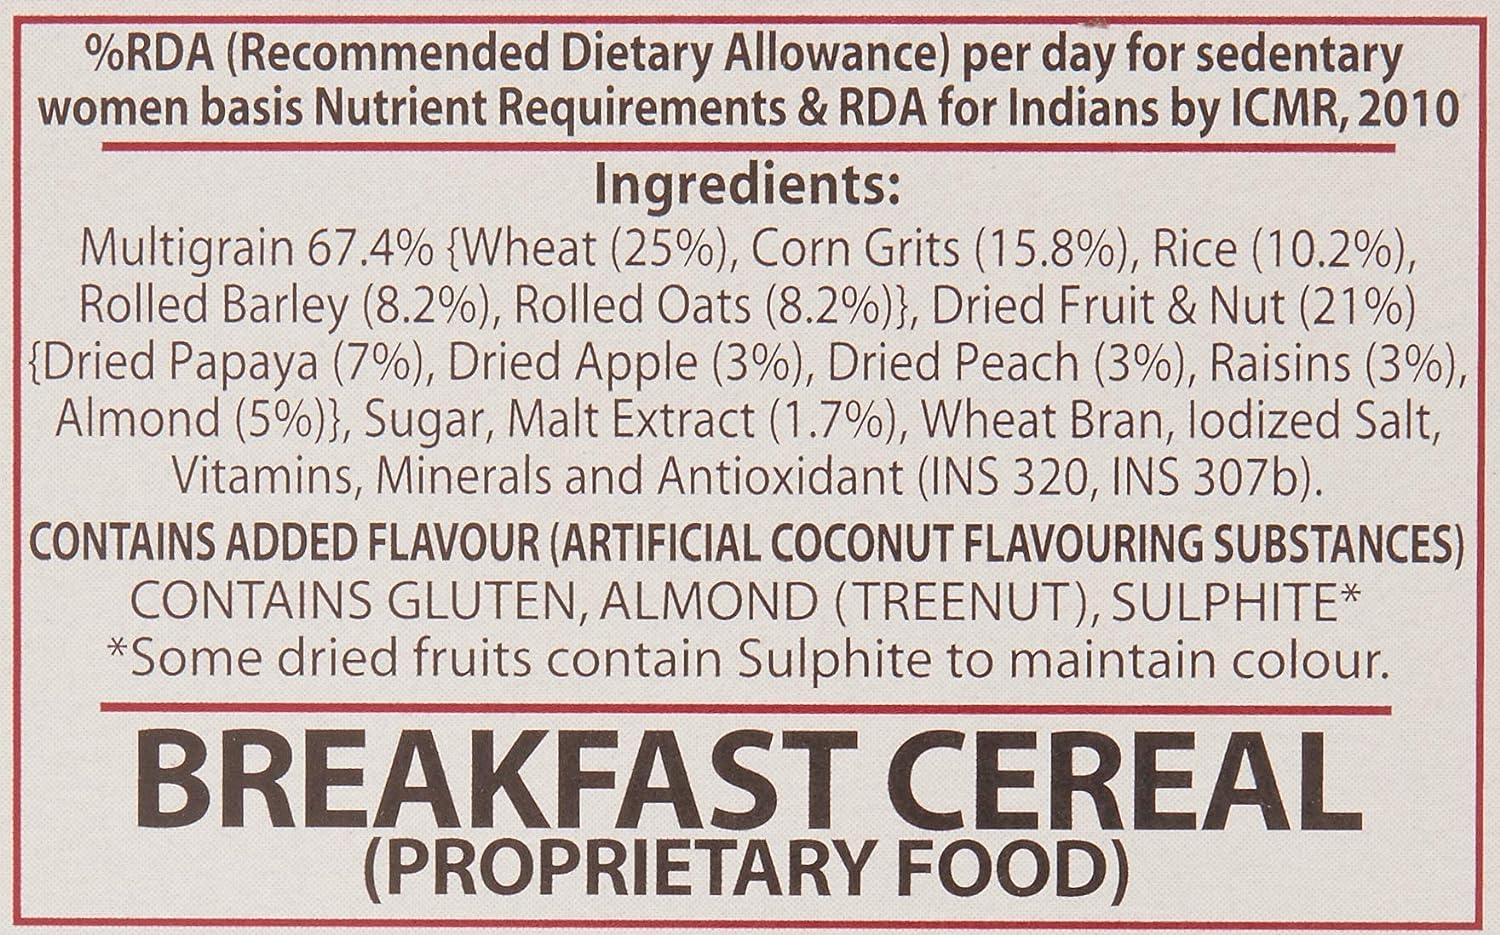 %RDA (Recommended Dietary Allowance) per day for sedentary
women basis Nutrient Requirements & RDA for Indians by ICMR, 2010
Ingredients:
Multigrain 67.4% {Wheat (25%), Corn Grits (15.8%), Rice (10.2%),
Rolled Barley (8.2%), Rolled Oats (8.2%)}, Dried Fruit & Nut (21%)
{Dried Papaya (7%), Dried Apple (3%), Dried Peach (3%), Raisins (3%),
Almond (5%)}, Sugar, Malt Extract (1.7%), Wheat Bran, Iodized Salt,
Vitamins, Minerals and Antioxidant (INS 320, INS 307b).
CONTAINS ADDED FLAVOUR (ARTIFICIAL COCONUT FLAVOURING SUBSTANCES)
CONTAINS GLUTEN, ALMOND (TREENUT), SULPHITE*
*Some dried fruits contain Sulphite to maintain colour.
BREAKFAST CEREAL
(PROPRIETARY FOOD)